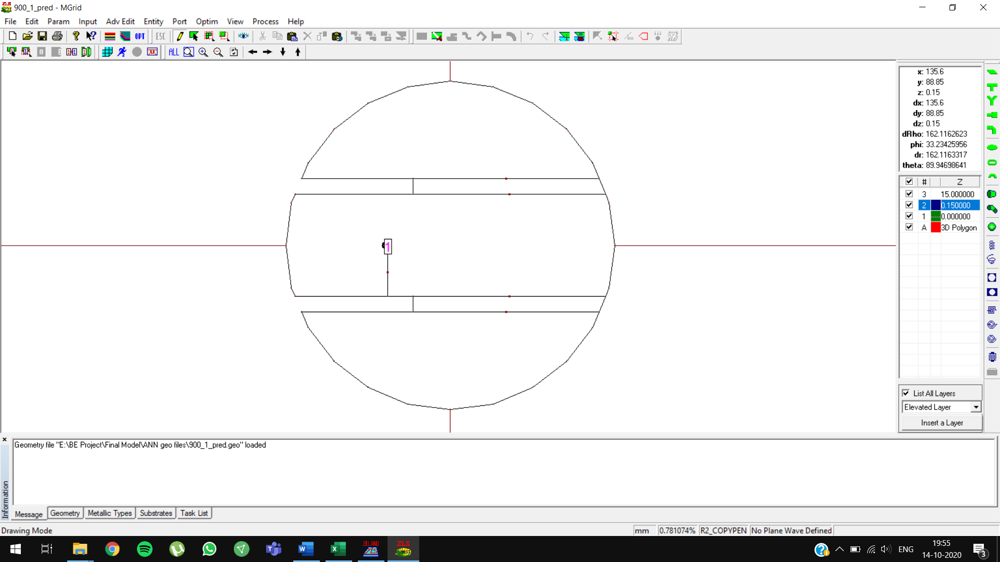 900_1_pred - MGrid
File Edit Param Input Adv Edit Entity Port Optim View Process Help
OPT ESC
ALL
x: 135.6
y: 88.85
z: 0.15
dx: 135.6
dy: 88.85
dz: 0.15
dRho: 162.1162623
phi: 33.23425956
dr: 162.1163317
theta: 89.94698641
# Z
3 15.000000
2 0.150000
1 0.000000
A 3D Polygon
1
List All Layers
Elevated Layer
Insert a Layer
Geometry file "E:\BE Project\Final Model\ANN geo files\900_1_pred.geo" loaded
Information
Message Geometry Metallic Types Substrates Task List
Drawing Mode
mm 0.781074% R2_COPYPEN No Plane Wave Defined
ZELAND
ZLS
ENG
19:55
14-10-2020
3